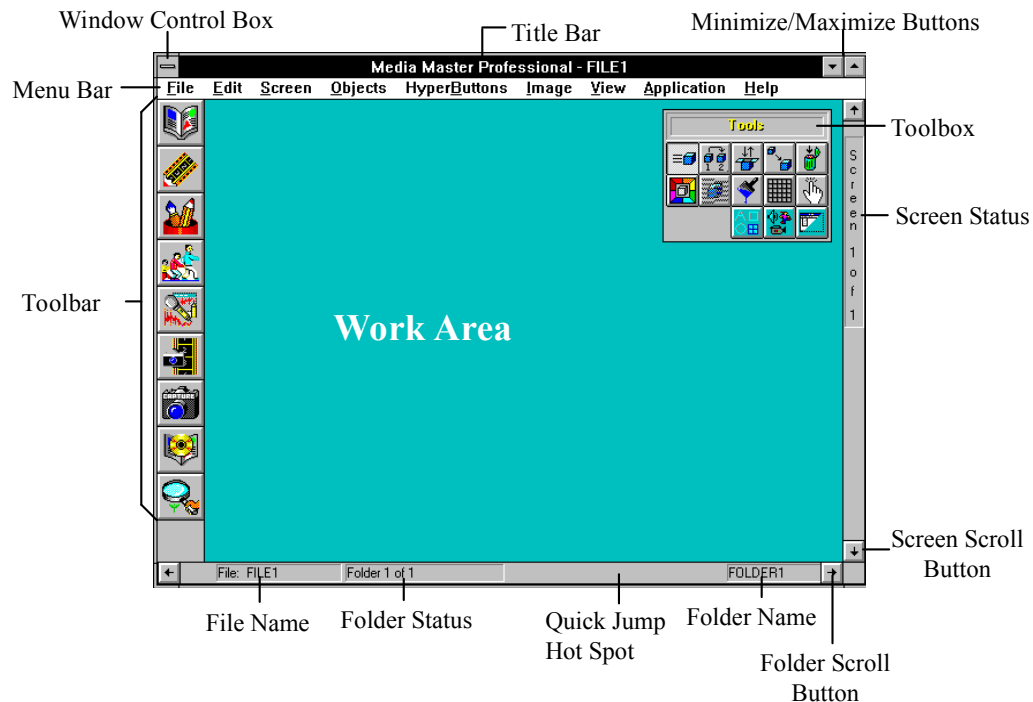 Window Control Box
Title Bar
Minimize/Maximize Buttons
Media Master Professional - FILE1
Menu Bar
File Edit Screen Objects HyperButtons Image View Application Help
Tools
Toolbox
1 2
Screen 1 of 1
Screen Status
Toolbar
Work Area
CAPTURE
Screen Scroll
Button
File: FILE1
Folder 1 of 1
FOLDER1
File Name
Folder Status
Quick Jump
Hot Spot
Folder Name
Folder Scroll
Button